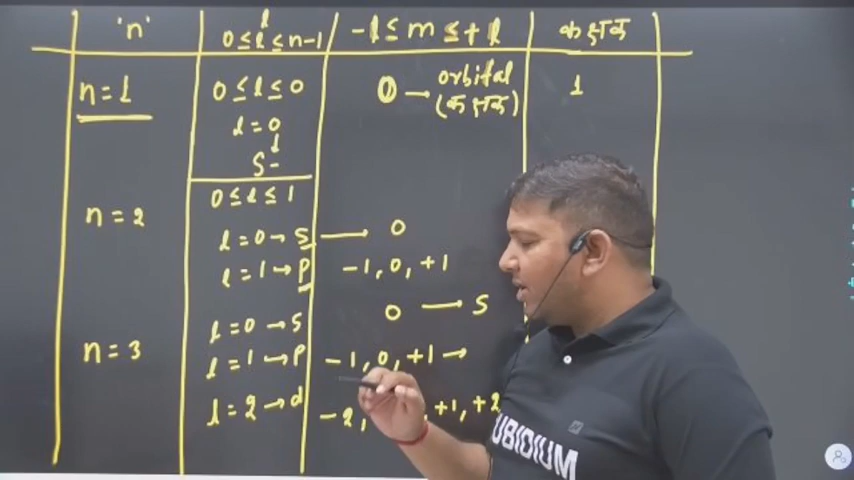 'n'
l
0 ≤ l ≤ n-1
-l ≤ m ≤ +l
कक्षक
n = 1
0 ≤ l ≤ 0
0 → orbital
(कक्षक)
1
l = 0
S-
0 ≤ l ≤ 1
n = 2
l = 0 → S → 0
l = 1 → P
-1, 0, +1
0 → S
n = 3
l = 0 → S
l = 1 → P
-1, 0, +1 →
l = 2 → d
-2, , +1, +2
UBIDIUM